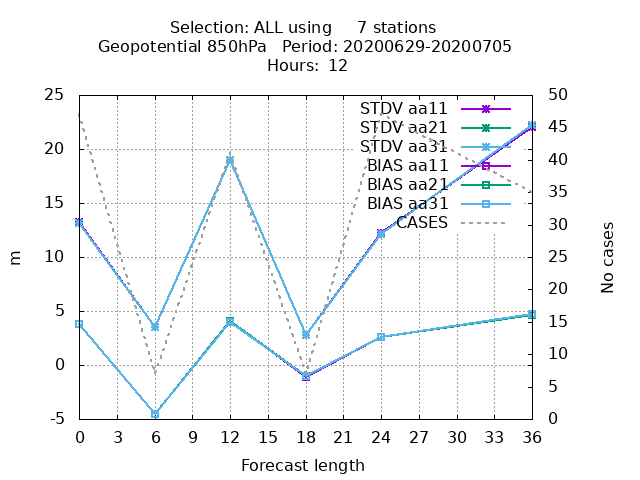 Selection: ALL using     7 stations
Geopotential 850hPa   Period: 20200629-20200705
Hours:  12
STDV aa11
STDV aa21
STDV aa31
BIAS aa11
BIAS aa21
BIAS aa31
CASES
25
20
15
10
5
0
-5
m
50
45
40
35
30
25
20
15
10
5
0
No cases
0 3 6 9 12 15 18 21 24 27 30 33 36
Forecast length